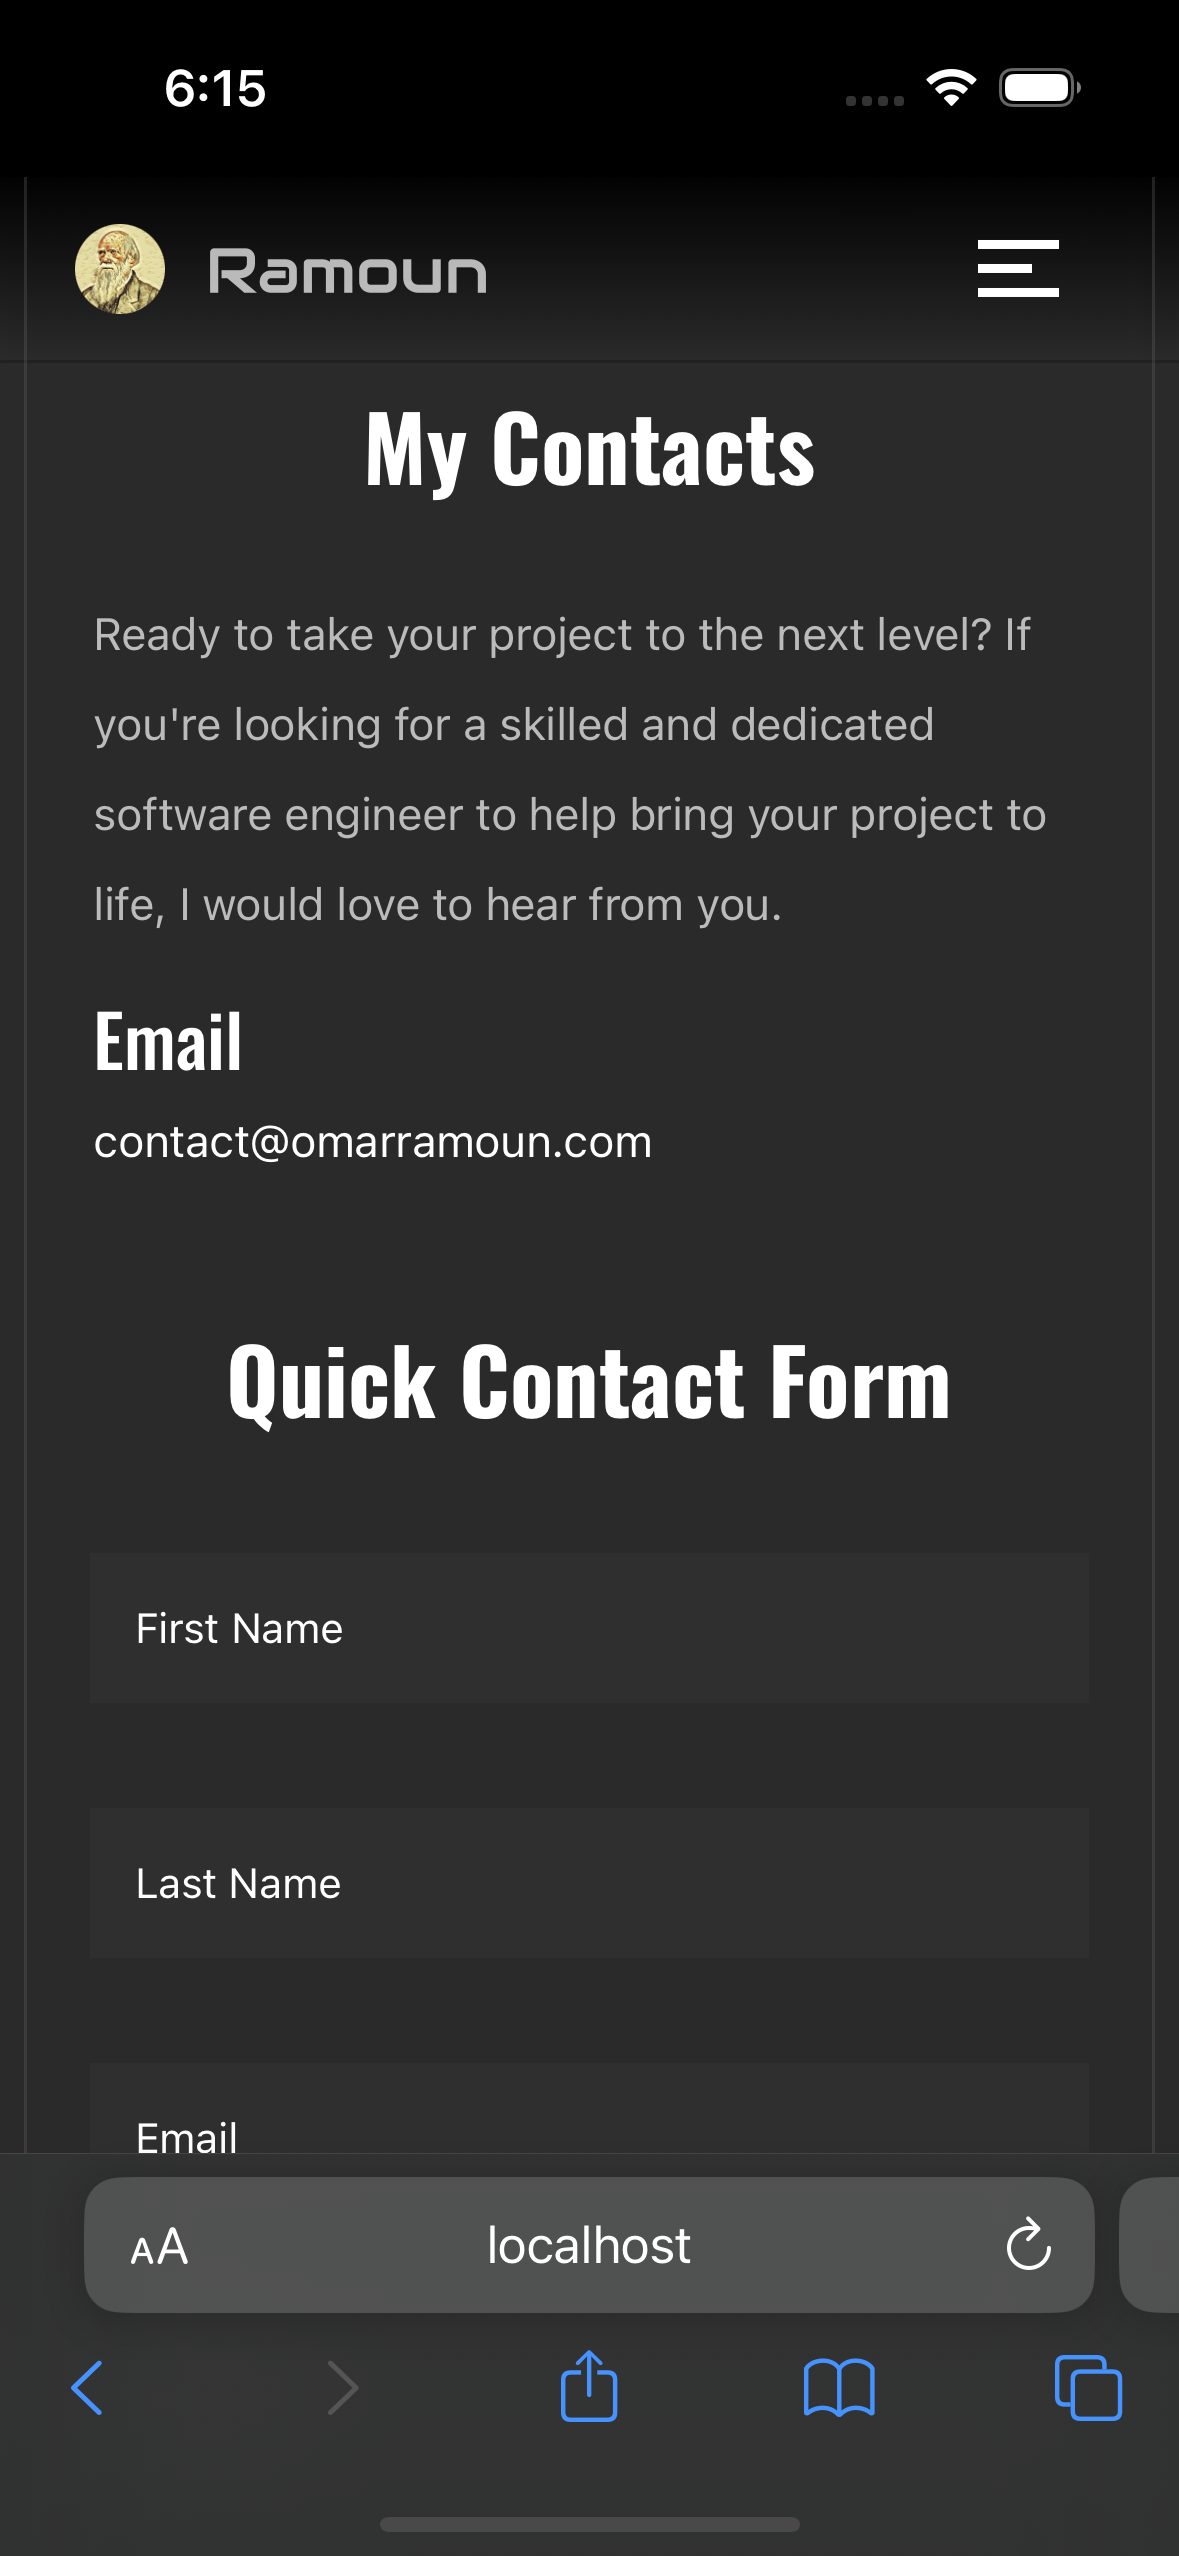 6:15
Ramoun
My Contacts
Ready to take your project to the next level? If
you're looking for a skilled and dedicated
software engineer to help bring your project to
life, I would love to hear from you.
Email
contact@omarramoun.com
Quick Contact Form
First Name
Last Name
Email
AA localhost